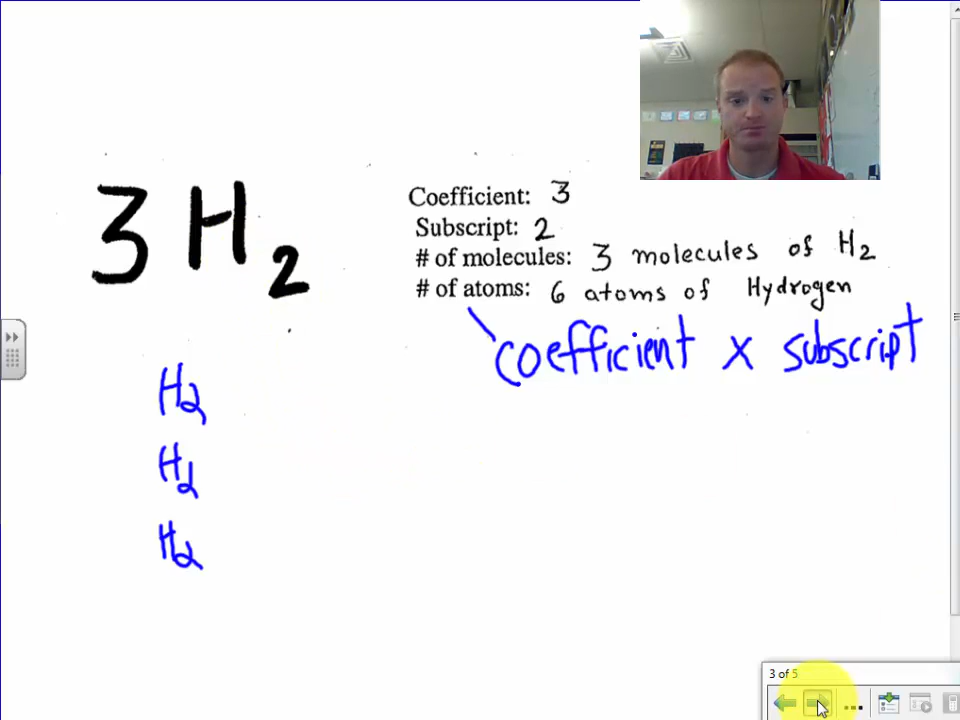 3 H2
Coefficient: 3
Subscript: 2
# of molecules: 3 molecules of H2
# of atoms: 6 atoms of Hydrogen
coefficient x subscript
H2
H2
H2
3 of 5
...